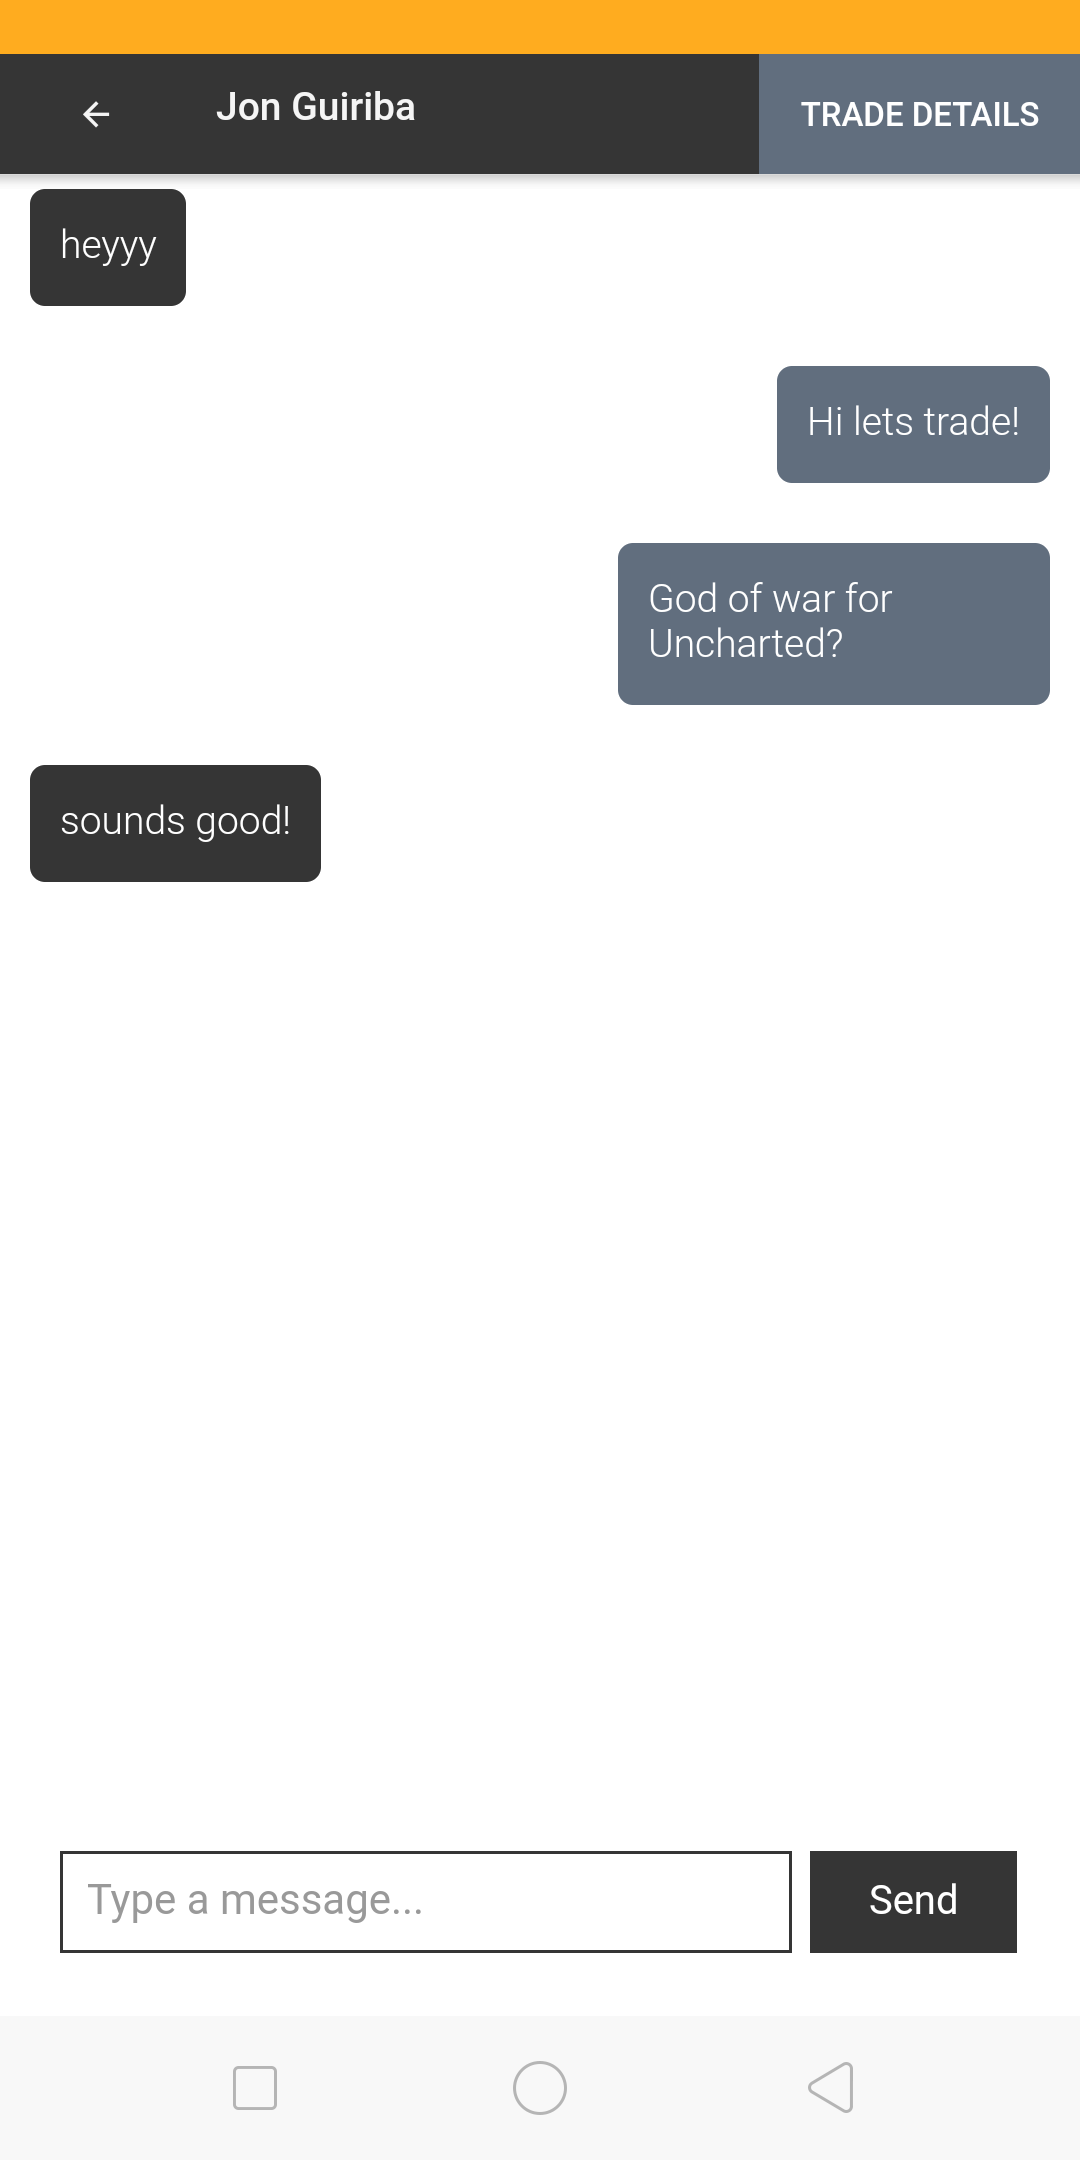 Jon Guiriba
TRADE DETAILS
heyyy
Hi lets trade!
God of war for
Uncharted?
sounds good!
Type a message...
Send